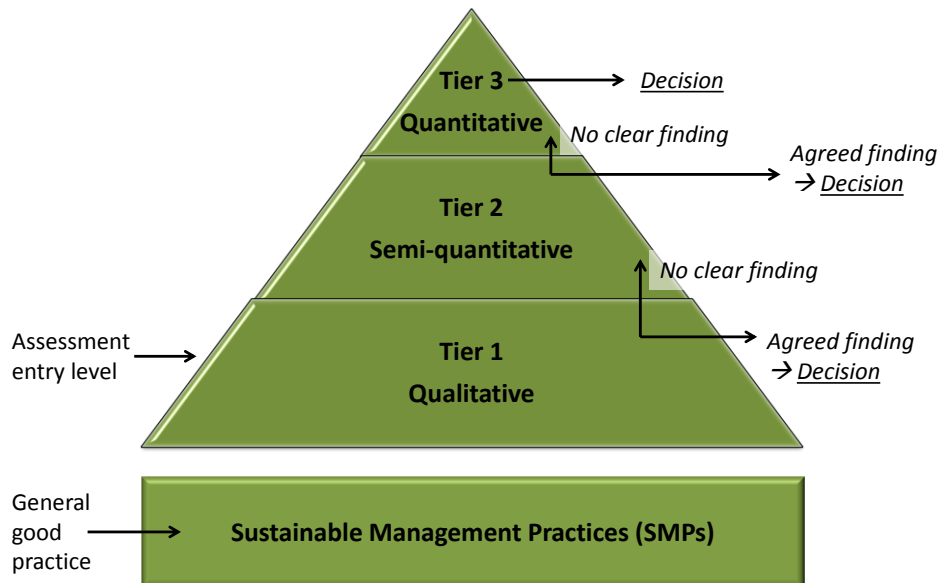 Tier 3
Quantitative
Decision
No clear finding
Agreed finding
→ Decision
Tier 2
Semi-quantitative
No clear finding
Agreed finding
→ Decision
Assessment
entry level
Tier 1
Qualitative
General
good
practice
Sustainable Management Practices (SMPs)